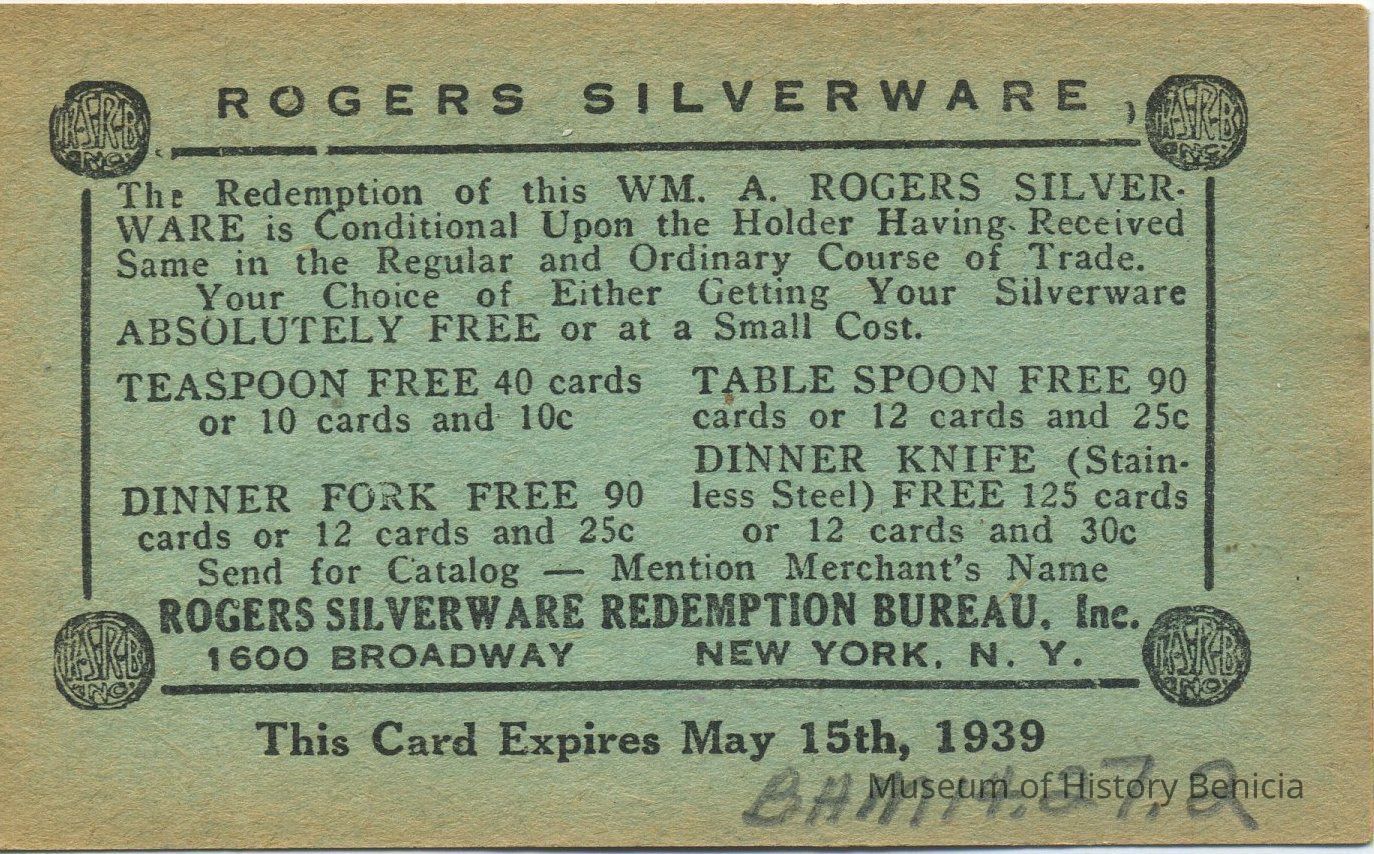 ROGERS SILVERWARE
The Redemption of this WM. A. ROGERS SILVER-
WARE is Conditional Upon the Holder Having Received
Same in the Regular and Ordinary Course of Trade.
Your Choice of Either Getting Your Silverware
ABSOLUTELY FREE or at a Small Cost.
TEASPOON FREE 40 cards
or 10 cards and 10c
DINNER FORK FREE 90
cards or 12 cards and 25c
TABLE SPOON FREE 90
cards or 12 cards and 25c
DINNER KNIFE (Stain-
less Steel) FREE 125 cards
or 12 cards and 30c
Send for Catalog — Mention Merchant's Name
ROGERS SILVERWARE REDEMPTION BUREAU, Inc.
1600 BROADWAY NEW YORK, N. Y.
This Card Expires May 15th, 1939
Museum of History Benicia